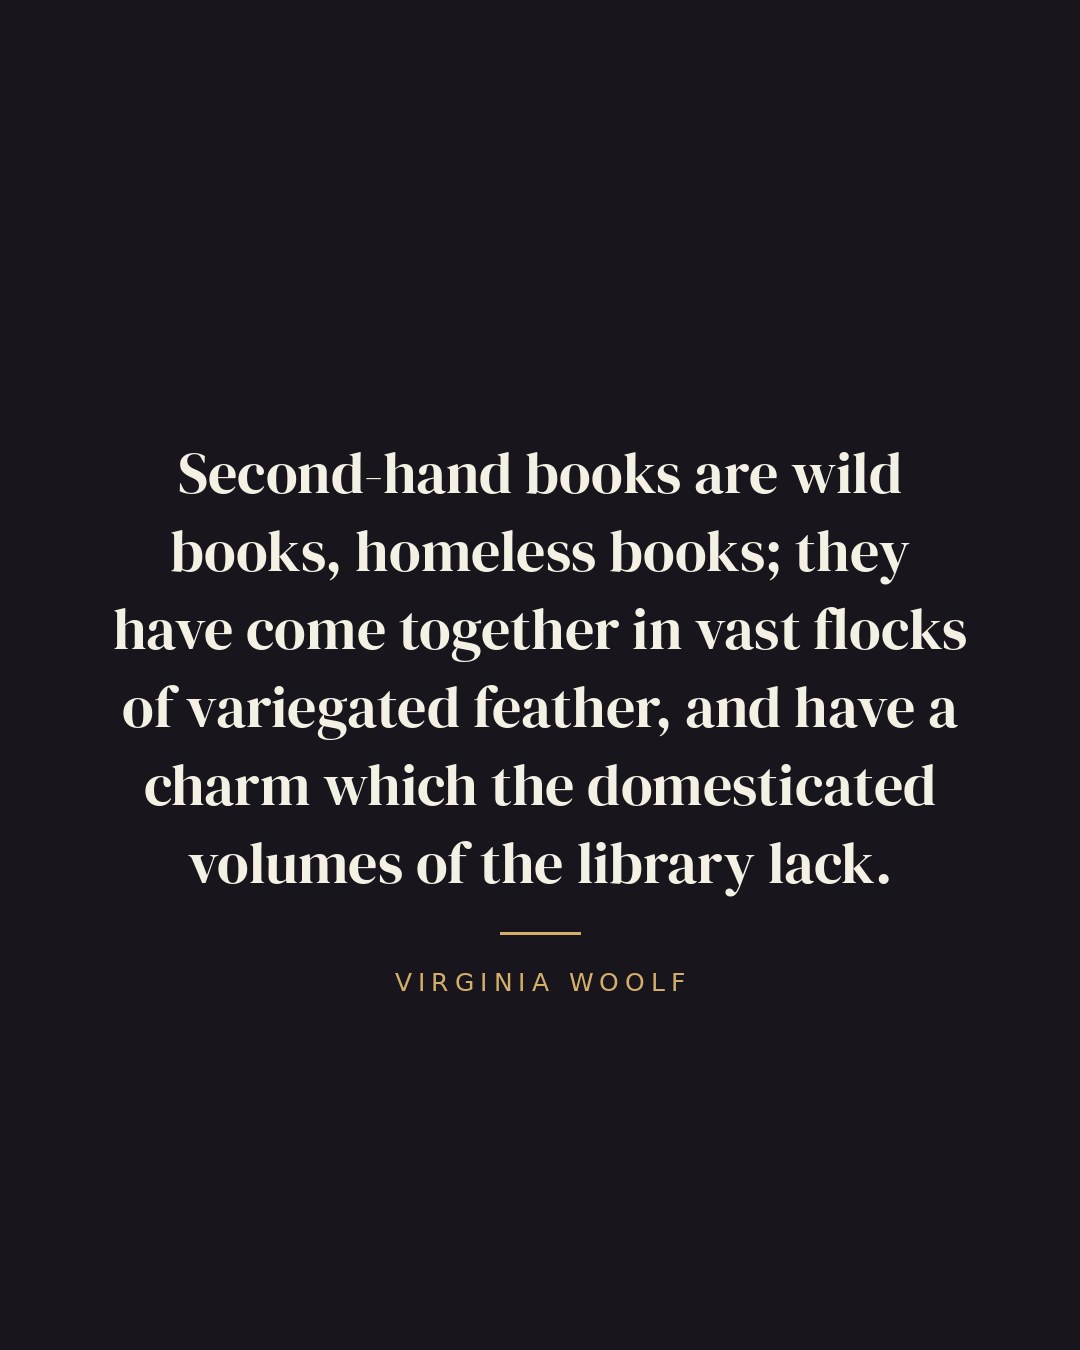 Second-hand books are wild
books, homeless books; they
have come together in vast flocks
of variegated feather, and have a
charm which the domesticated
volumes of the library lack.
VIRGINIA WOOLF